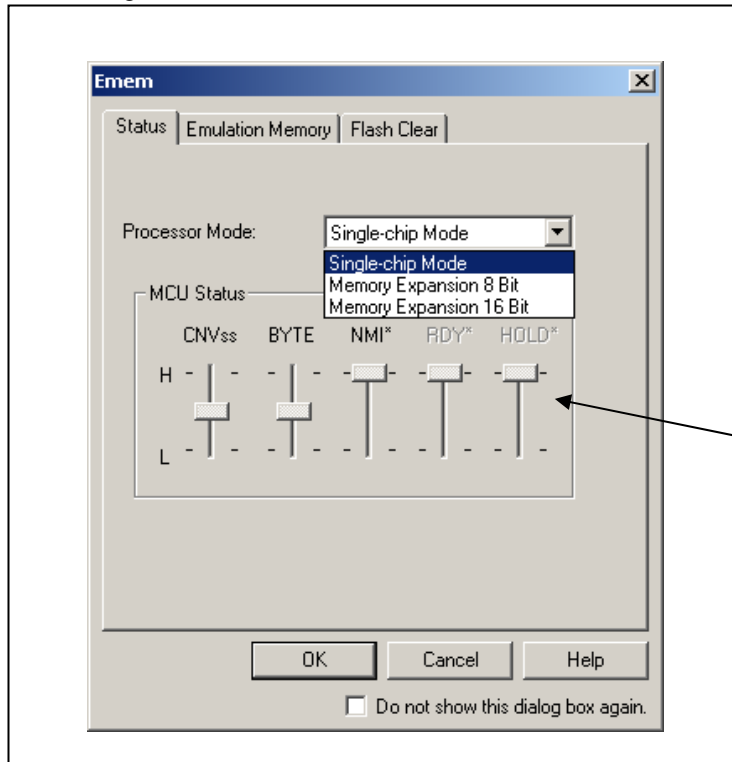 Emem
Status Emulation Memory Flash Clear
Processor Mode: Single-chip Mode
Single-chip Mode
Memory Expansion 8 Bit
Memory Expansion 16 Bit
MCU Status
CNVss BYTE NMI* RDY* HOLD*
H
L
OK Cancel Help
Do not show this dialog box again.